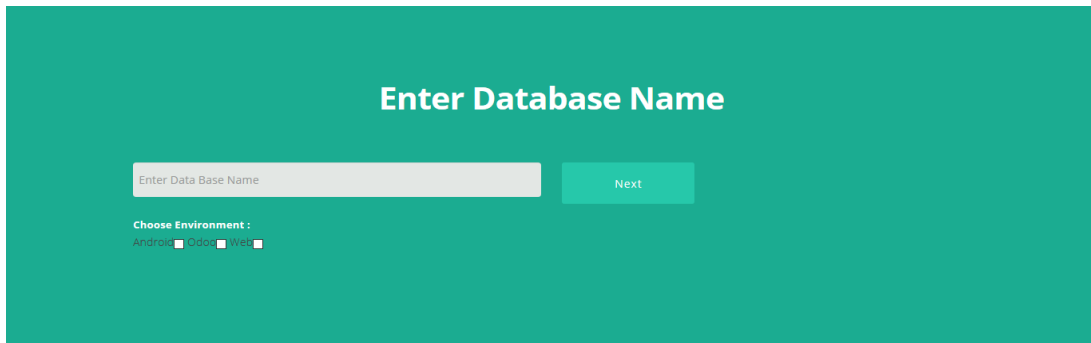 Enter Database Name
Enter Data Base Name
Next
Choose Environment :
Android Odoo Web